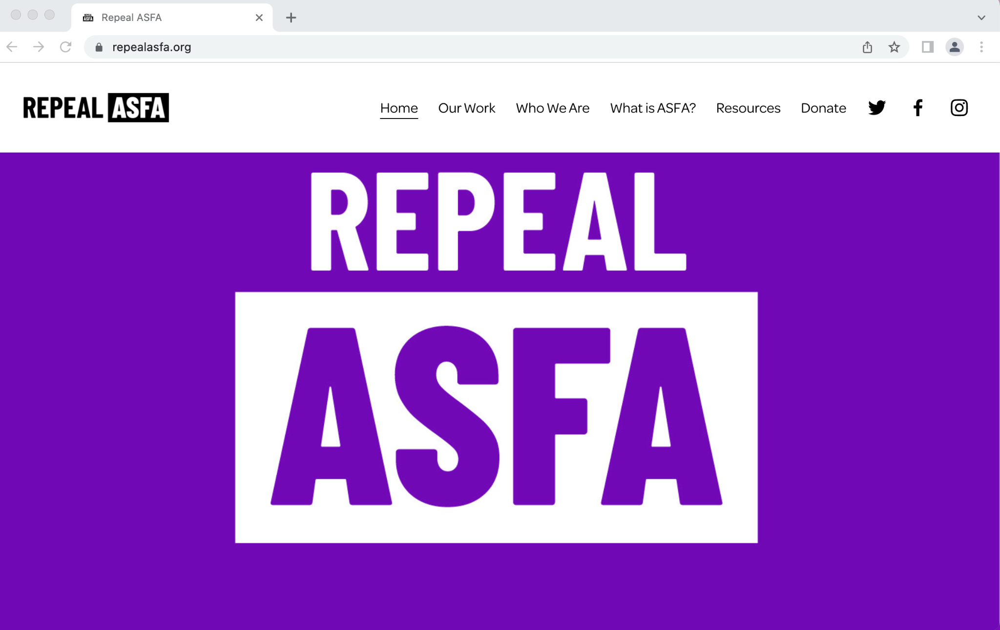 Repeal ASFA
repealasfa.org
REPEAL ASFA
Home Our Work Who We Are What is ASFA? Resources Donate
REPEAL
ASFA